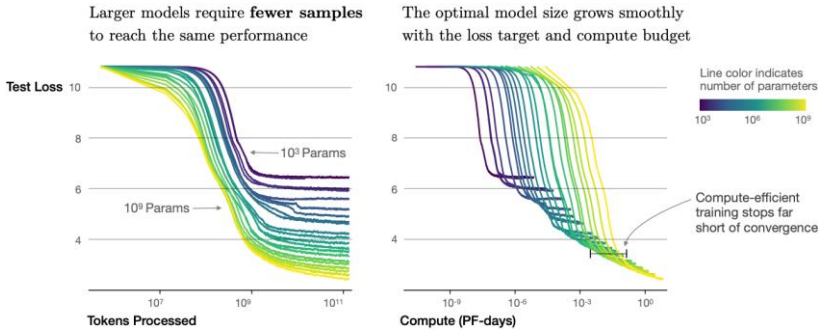 Larger models require fewer samples
to reach the same performance
The optimal model size grows smoothly
with the loss target and compute budget
Test Loss
10
8
6
4
10³ Params
10⁹ Params
10⁷
10⁹
10¹¹
Tokens Processed
10
8
6
4
10⁻⁹
10⁻⁶
10⁻³
10⁰
Compute (PF-days)
Line color indicates
number of parameters
10³
10⁶
10⁹
Compute-efficient
training stops far
short of convergence